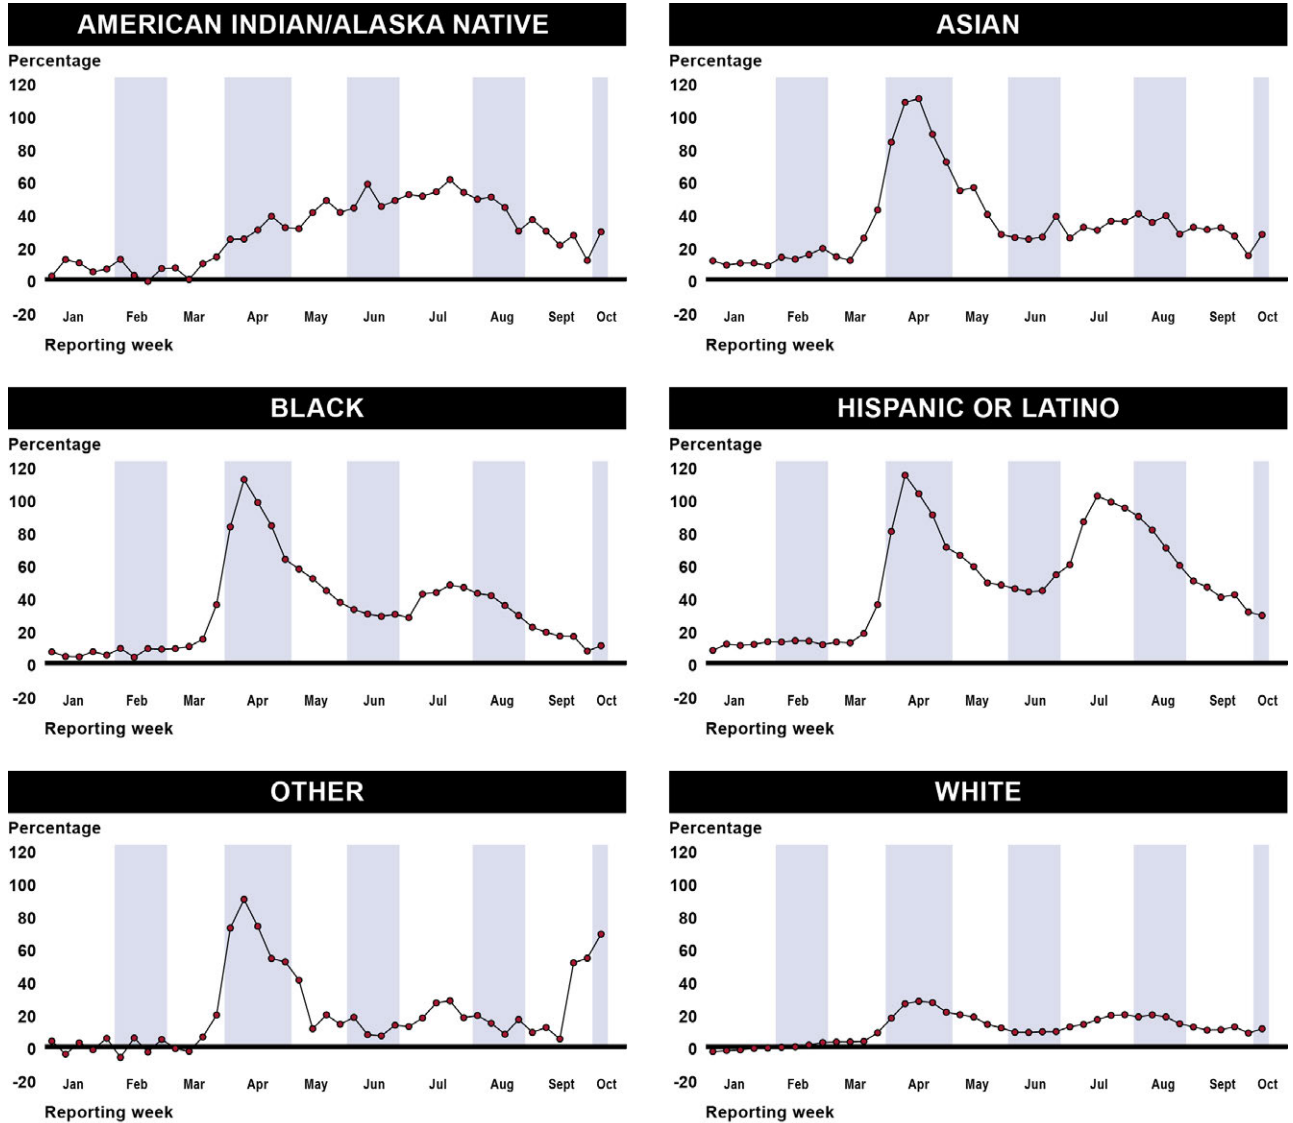 AMERICAN INDIAN/ALASKA NATIVE
Percentage
120
100
80
60
40
20
0
-20
Jan Feb Mar Apr May Jun Jul Aug Sept Oct
Reporting week
ASIAN
Percentage
120
100
80
60
40
20
0
-20
Jan Feb Mar Apr May Jun Jul Aug Sept Oct
Reporting week
BLACK
Percentage
120
100
80
60
40
20
0
-20
Jan Feb Mar Apr May Jun Jul Aug Sept Oct
Reporting week
HISPANIC OR LATINO
Percentage
120
100
80
60
40
20
0
-20
Jan Feb Mar Apr May Jun Jul Aug Sept Oct
Reporting week
OTHER
Percentage
120
100
80
60
40
20
0
-20
Jan Feb Mar Apr May Jun Jul Aug Sept Oct
Reporting week
WHITE
Percentage
120
100
80
60
40
20
0
-20
Jan Feb Mar Apr May Jun Jul Aug Sept Oct
Reporting week